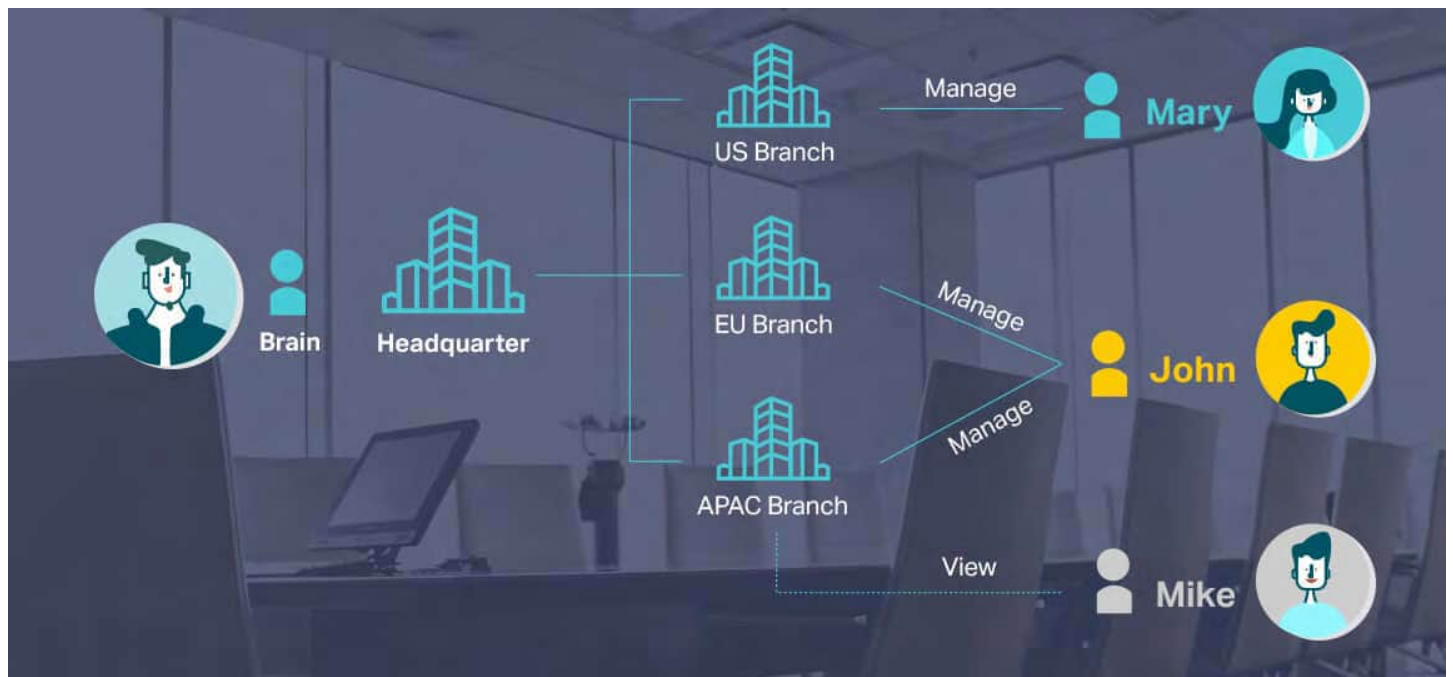 US Branch
Manage
Mary
Brain
Headquarter
EU Branch
Manage
John
Manage
APAC Branch
View
Mike